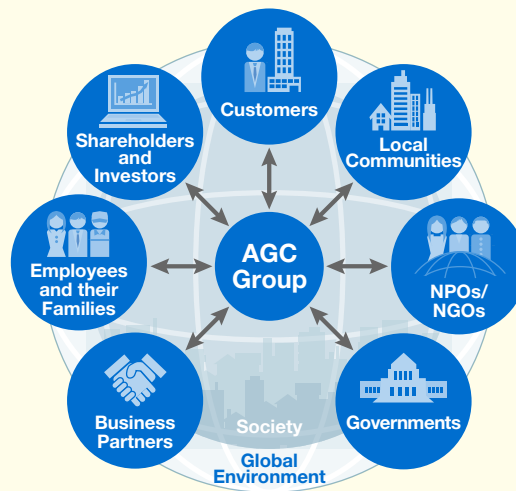 Customers
Shareholders
and
Investors
Local
Communities
AGC
Group
Employees
and their
Families
NPOs/
NGOs
Business
Partners
Governments
Society
Global
Environment